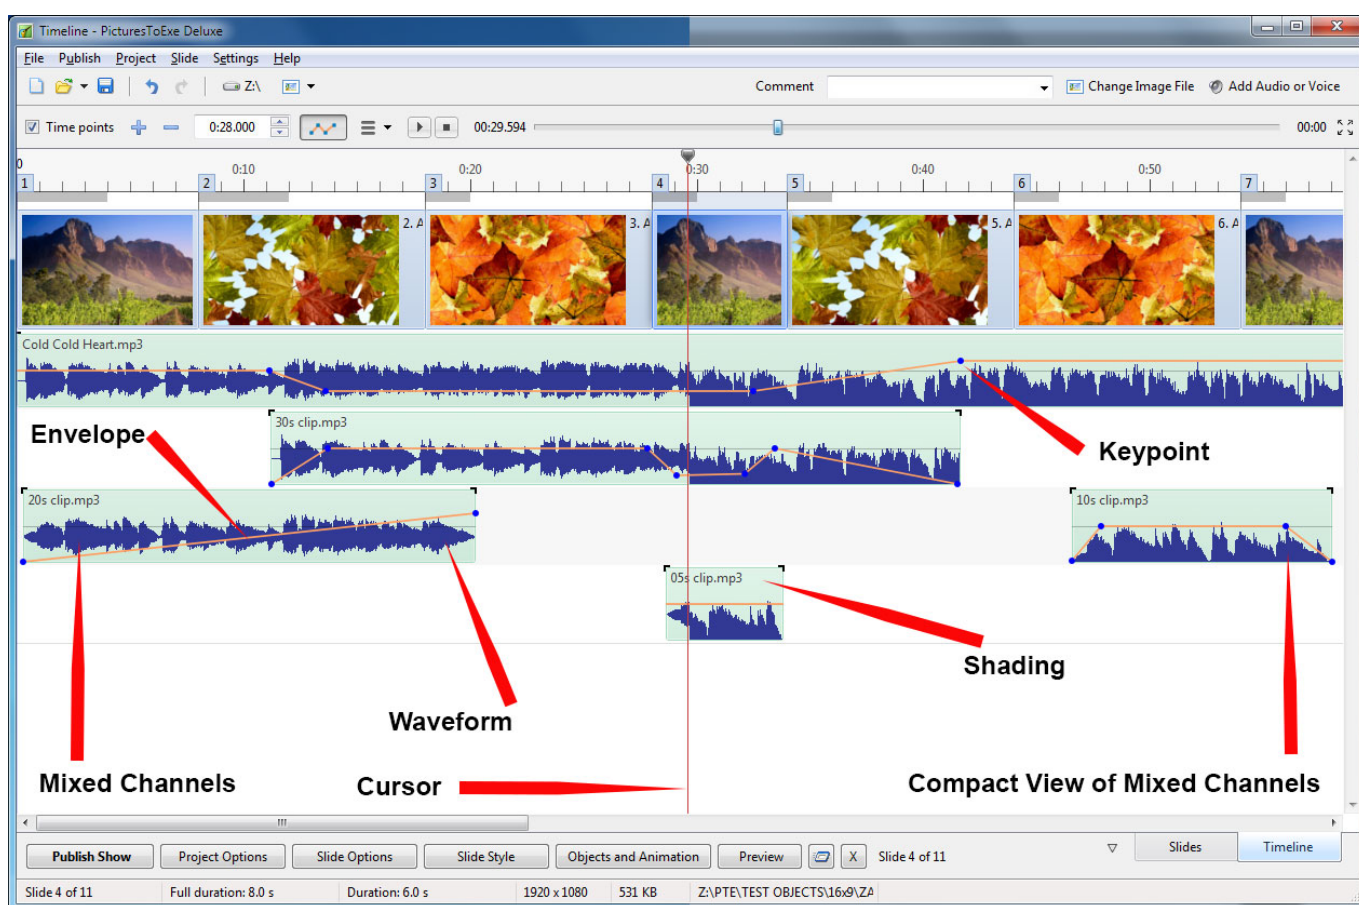 Timeline - PicturesToExe Deluxe
File Publish Project Slide Settings Help
Z:\ Comment Change Image File Add Audio or Voice
Time points 0:28.000 00:29.594 00:00
0 0:10 0:20 0:30 0:40 0:50
1 2 3 4 5 6 7
2. A 3. A 5. A 6. A
Cold Cold Heart.mp3
30s clip.mp3
Envelope
Keypoint
20s clip.mp3 10s clip.mp3
05s clip.mp3
Shading
Waveform
Mixed Channels Cursor Compact View of Mixed Channels
Publish Show Project Options Slide Options Slide Style Objects and Animation Preview X Slide 4 of 11 Slides Timeline
Slide 4 of 11 Full duration: 8.0 s Duration: 6.0 s 1920 x 1080 531 KB Z:\PTE\TEST OBJECTS\16x9\ZA